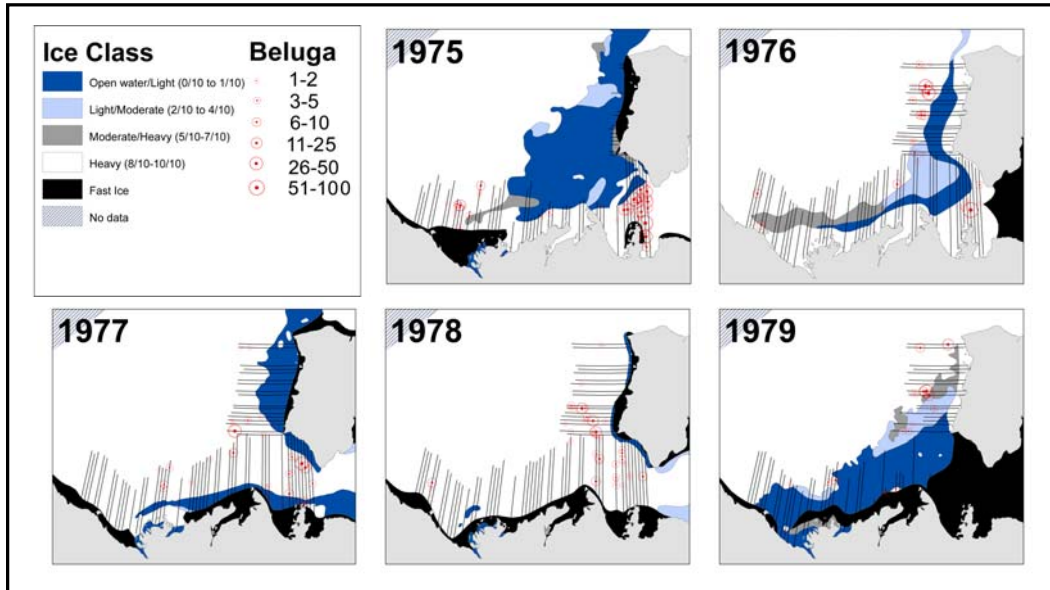 Ice Class
Open water/Light (0/10 to 1/10)
Light/Moderate (2/10 to 4/10)
Moderate/Heavy (5/10-7/10)
Heavy (8/10-10/10)
Fast Ice
No data
Beluga
1-2
3-5
6-10
11-25
26-50
51-100
1975
1976
1977
1978
1979